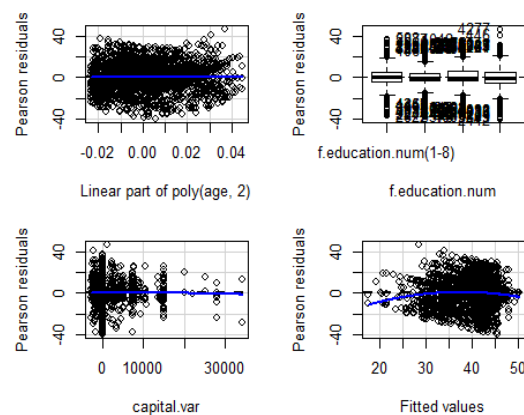 Pearson residuals
40
0
-40
-0.02 0.00 0.02 0.04
Linear part of poly(age, 2)
Pearson residuals
40
0
-40
4277
f.education.num(1-8)
f.education.num
Pearson residuals
40
0
-40
0 10000 30000
capital.var
Pearson residuals
40
0
-40
20 30 40 50
Fitted values